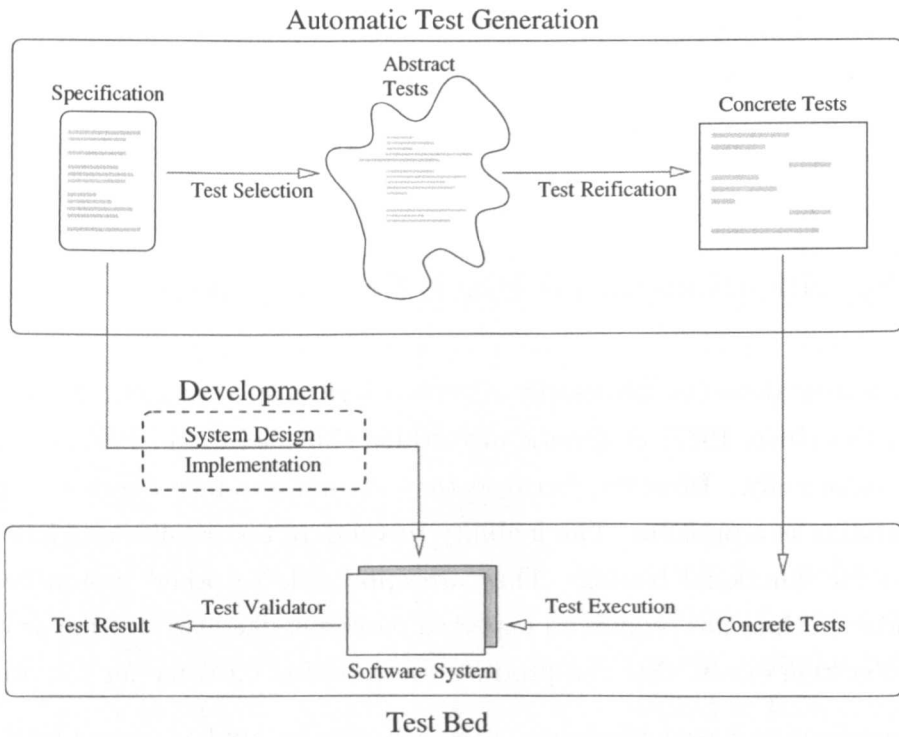 Automatic Test Generation
Abstract
Tests
Specification
Concrete Tests
Test Selection
Test Reification
Development
System Design
Implementation
Test Validator
Test Execution
Test Result
Concrete Tests
Software System
Test Bed